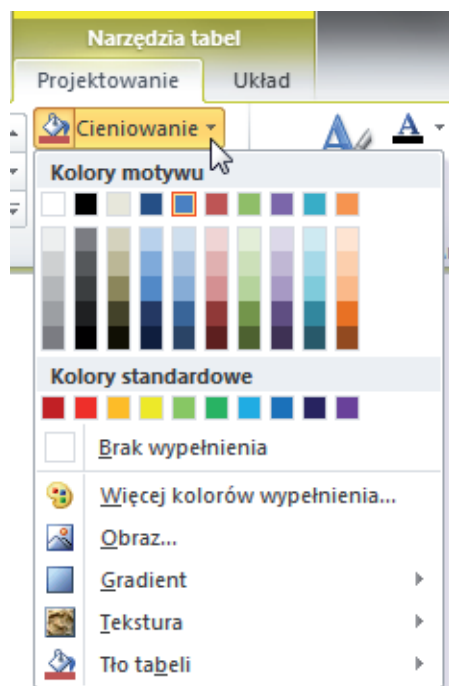 Narzędzia tabel
Projektowanie Układ
Cieniowanie
A A
Kolory motywu
Kolory standardowe
Brak wypełnienia
Więcej kolorów wypełnienia...
Obraz...
Gradient
Tekstura
Tło tabeli